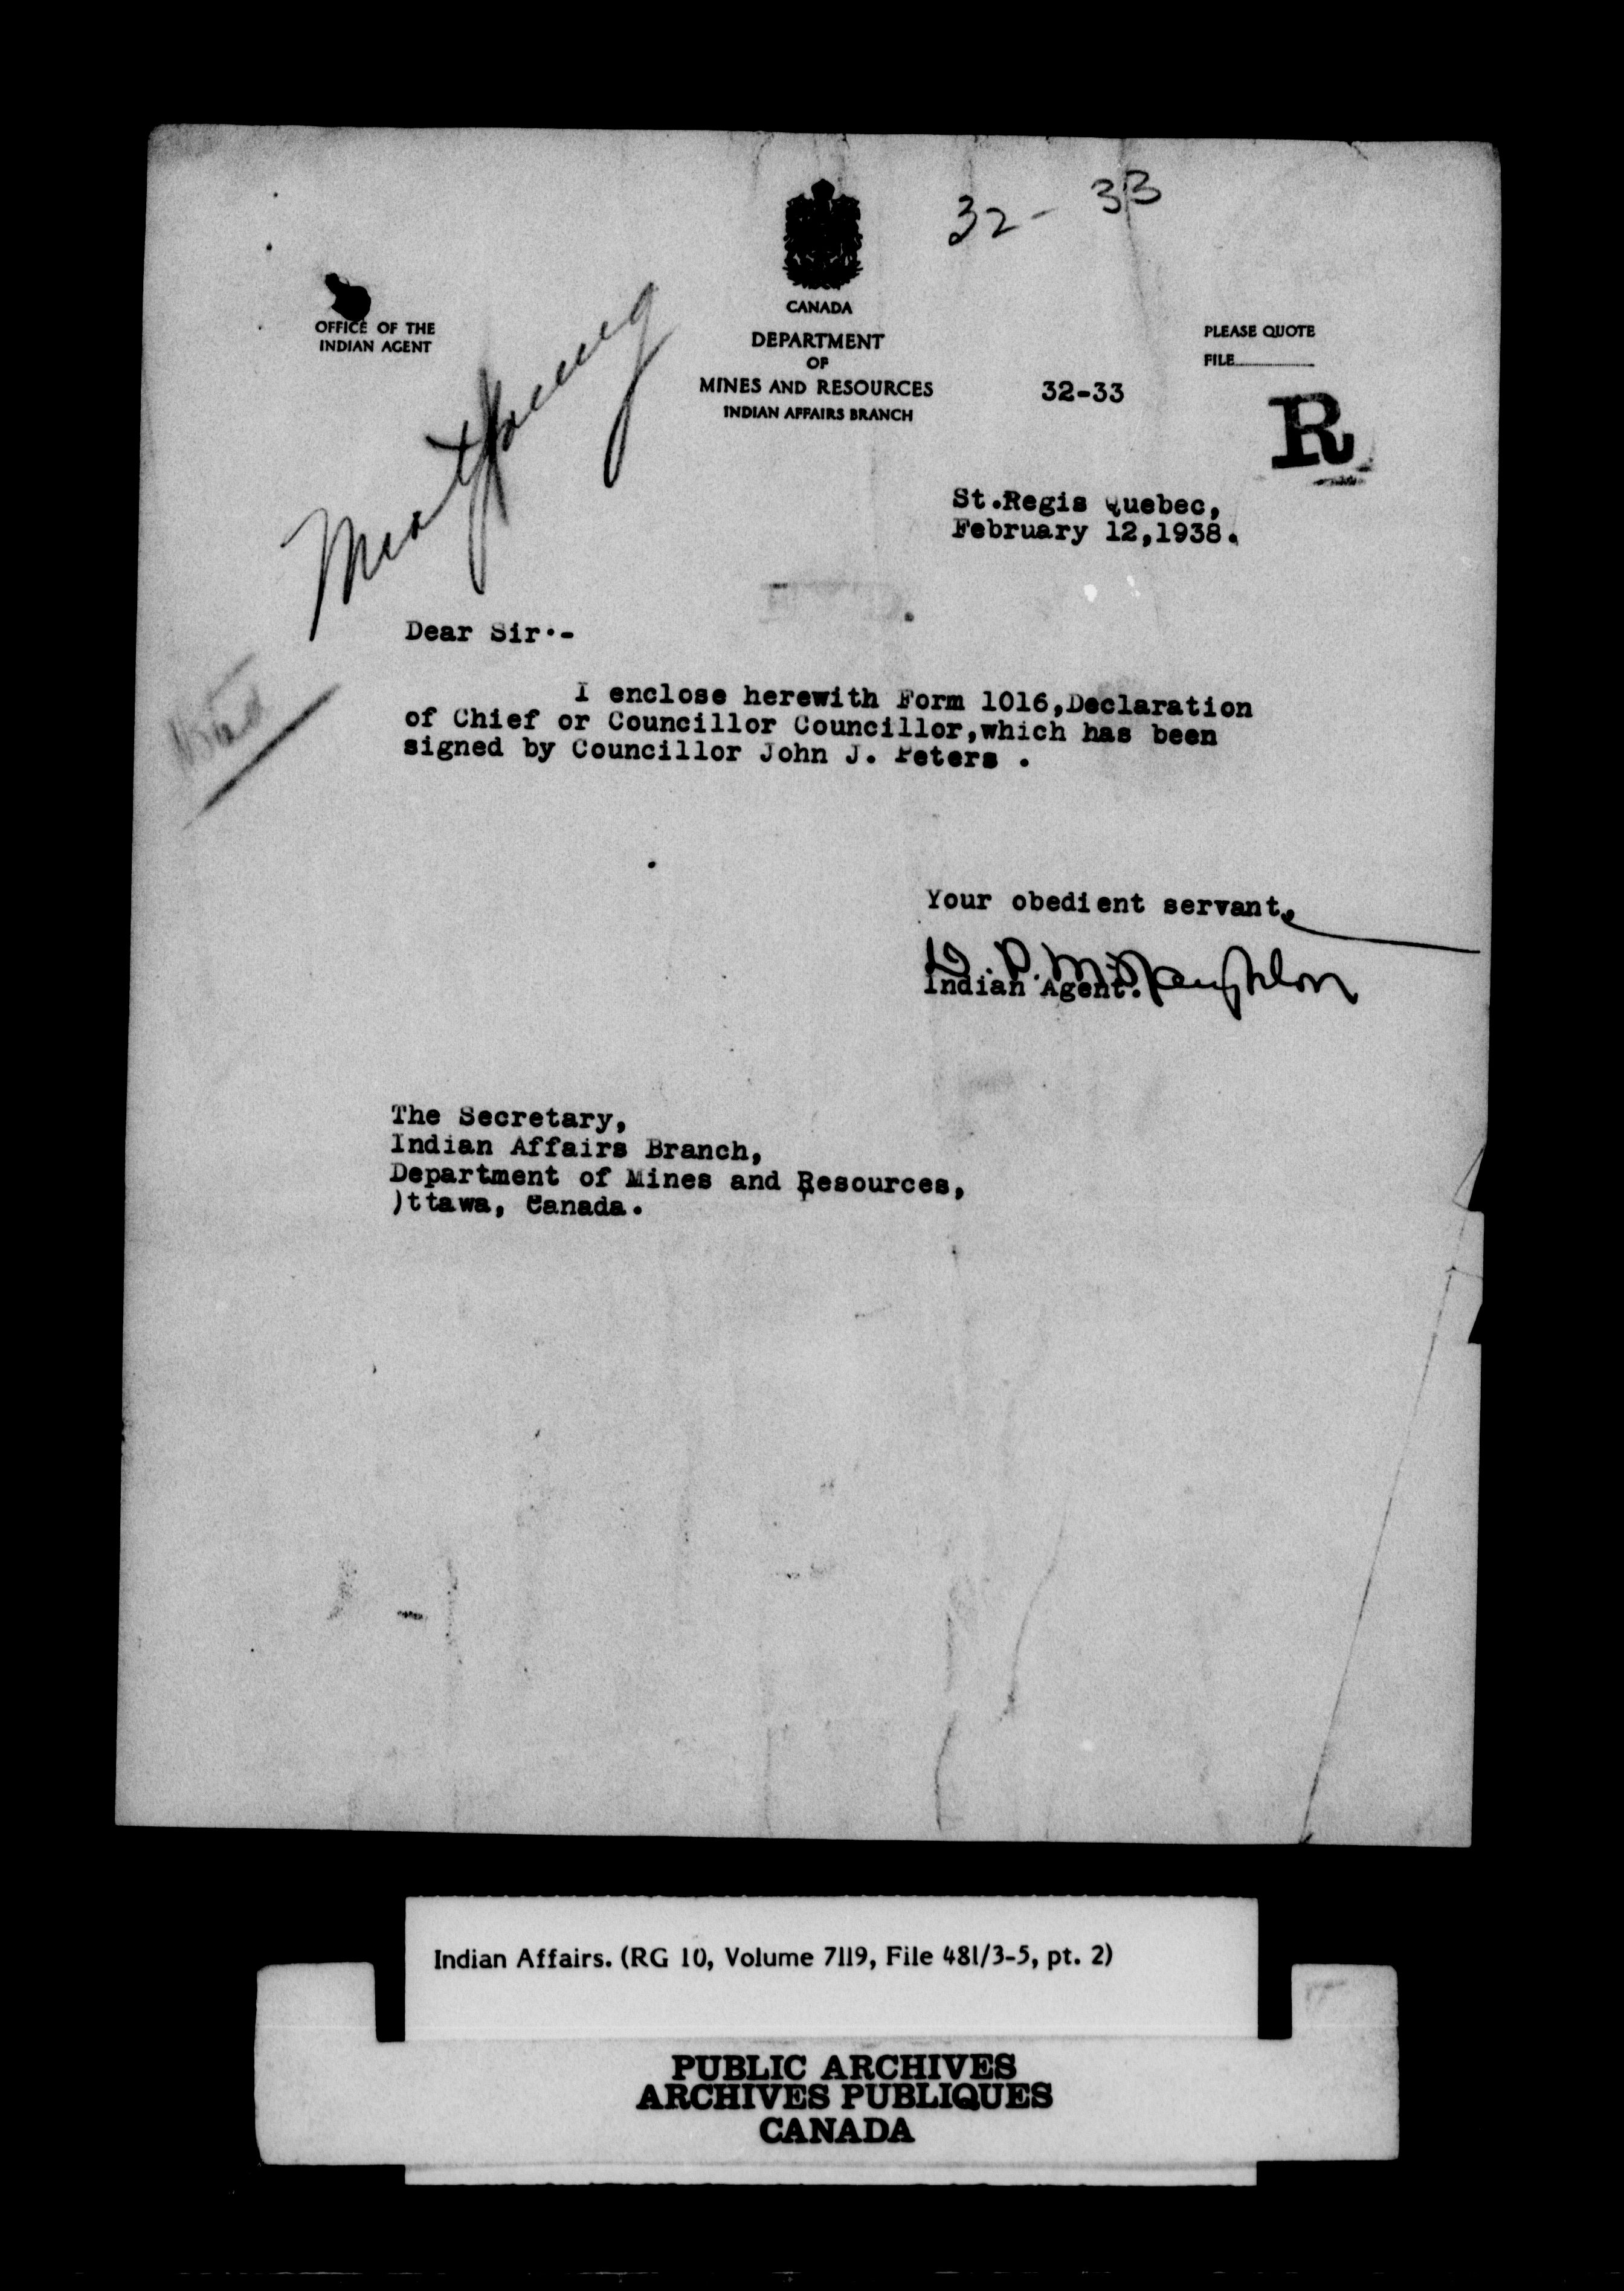 32 - 33
OFFICE OF THE
INDIAN AGENT
CANADA
DEPARTMENT
OF
MINES AND RESOURCES
INDIAN AFFAIRS BRANCH
PLEASE QUOTE
FILE
32-33
R
St.Regis Quebec,
February 12,1938.
Dear Sir.-
I enclose herewith Form 1016,Declaration
of Chief or Councillor Councillor,which has been
signed by Councillor John J. Peters .
Your obedient servant,
Indian Agent.
The Secretary,
Indian Affairs Branch,
Department of Mines and Resources,
)ttawa, Canada.
Indian Affairs. (RG 10, Volume 7119, File 481/3-5, pt. 2)
PUBLIC ARCHIVES
ARCHIVES PUBLIQUES
CANADA